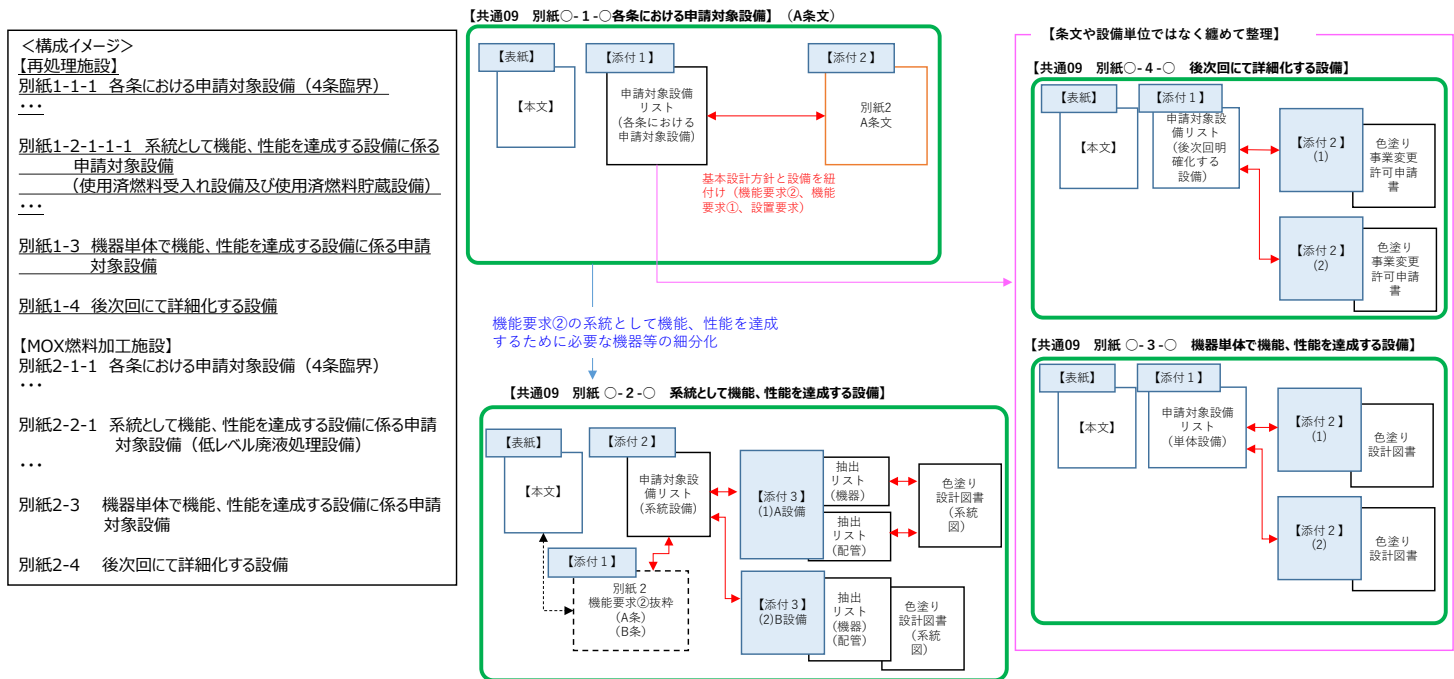 ＜構成イメージ＞
【再処理施設】
別紙1-1-1 各条における申請対象設備（4条臨界）
・・・
別紙1-2-1-1-1 系統として機能、性能を達成する設備に係る
申請対象設備
（使用済燃料受入れ設備及び使用済燃料貯蔵設備）
・・・
別紙1-3 機器単体で機能、性能を達成する設備に係る申請
対象設備
別紙1-4 後次回にて詳細化する設備
【MOX燃料加工施設】
別紙2-1-1 各条における申請対象設備（4条臨界）
・・・
別紙2-2-1 系統として機能、性能を達成する設備に係る申請
対象設備（低レベル廃液処理設備）
・・・
別紙2-3 機器単体で機能、性能を達成する設備に係る申請
対象設備
別紙2-4 後次回にて詳細化する設備
【共通09 別紙○-１-○各条における申請対象設備】（A条文）
【表紙】
【本文】
【添付１】
申請対象設備
リスト
（各条における
申請対象設備）
【添付２】
別紙2
A条文
基本設計方針と設備を紐
付け（機能要求②、機能
要求①、設置要求）
機能要求②の系統として機能、性能を達成
するために必要な機器等の細分化
【共通09 別紙 ○-２-○ 系統として機能、性能を達成する設備】
【表紙】
【本文】
【添付２】
申請対象設
備リスト
（系統設備）
【添付１】
別紙２
機能要求②抜粋
（A条）
（B条）
【添付３】
(1)A設備
抽出
リスト
（機器）
抽出
リスト
（配管）
色塗り
設計図書
（系統
図）
【添付３】
(2)B設備
抽出
リスト
（機器）
（配管）
色塗り
設計図書
（系統
図）
【条文や設備単位ではなく纏めて整理】
【共通09 別紙○-４-○ 後次回にて詳細化する設備】
【表紙】
【本文】
【添付１】
申請対象設
備リスト
（後次回明
確化する
設備）
【添付２】
(1)
色塗り
事業変更
許可申請
書
【添付２】
(2)
色塗り
事業変更
許可申請
書
【共通09 別紙 ○-３-○ 機器単体で機能、性能を達成する設備】
【表紙】
【本文】
【添付１】
申請対象設備
リスト
（単体設備）
【添付２】
(1)
色塗り
設計図書
【添付２】
(2)
色塗り
設計図書